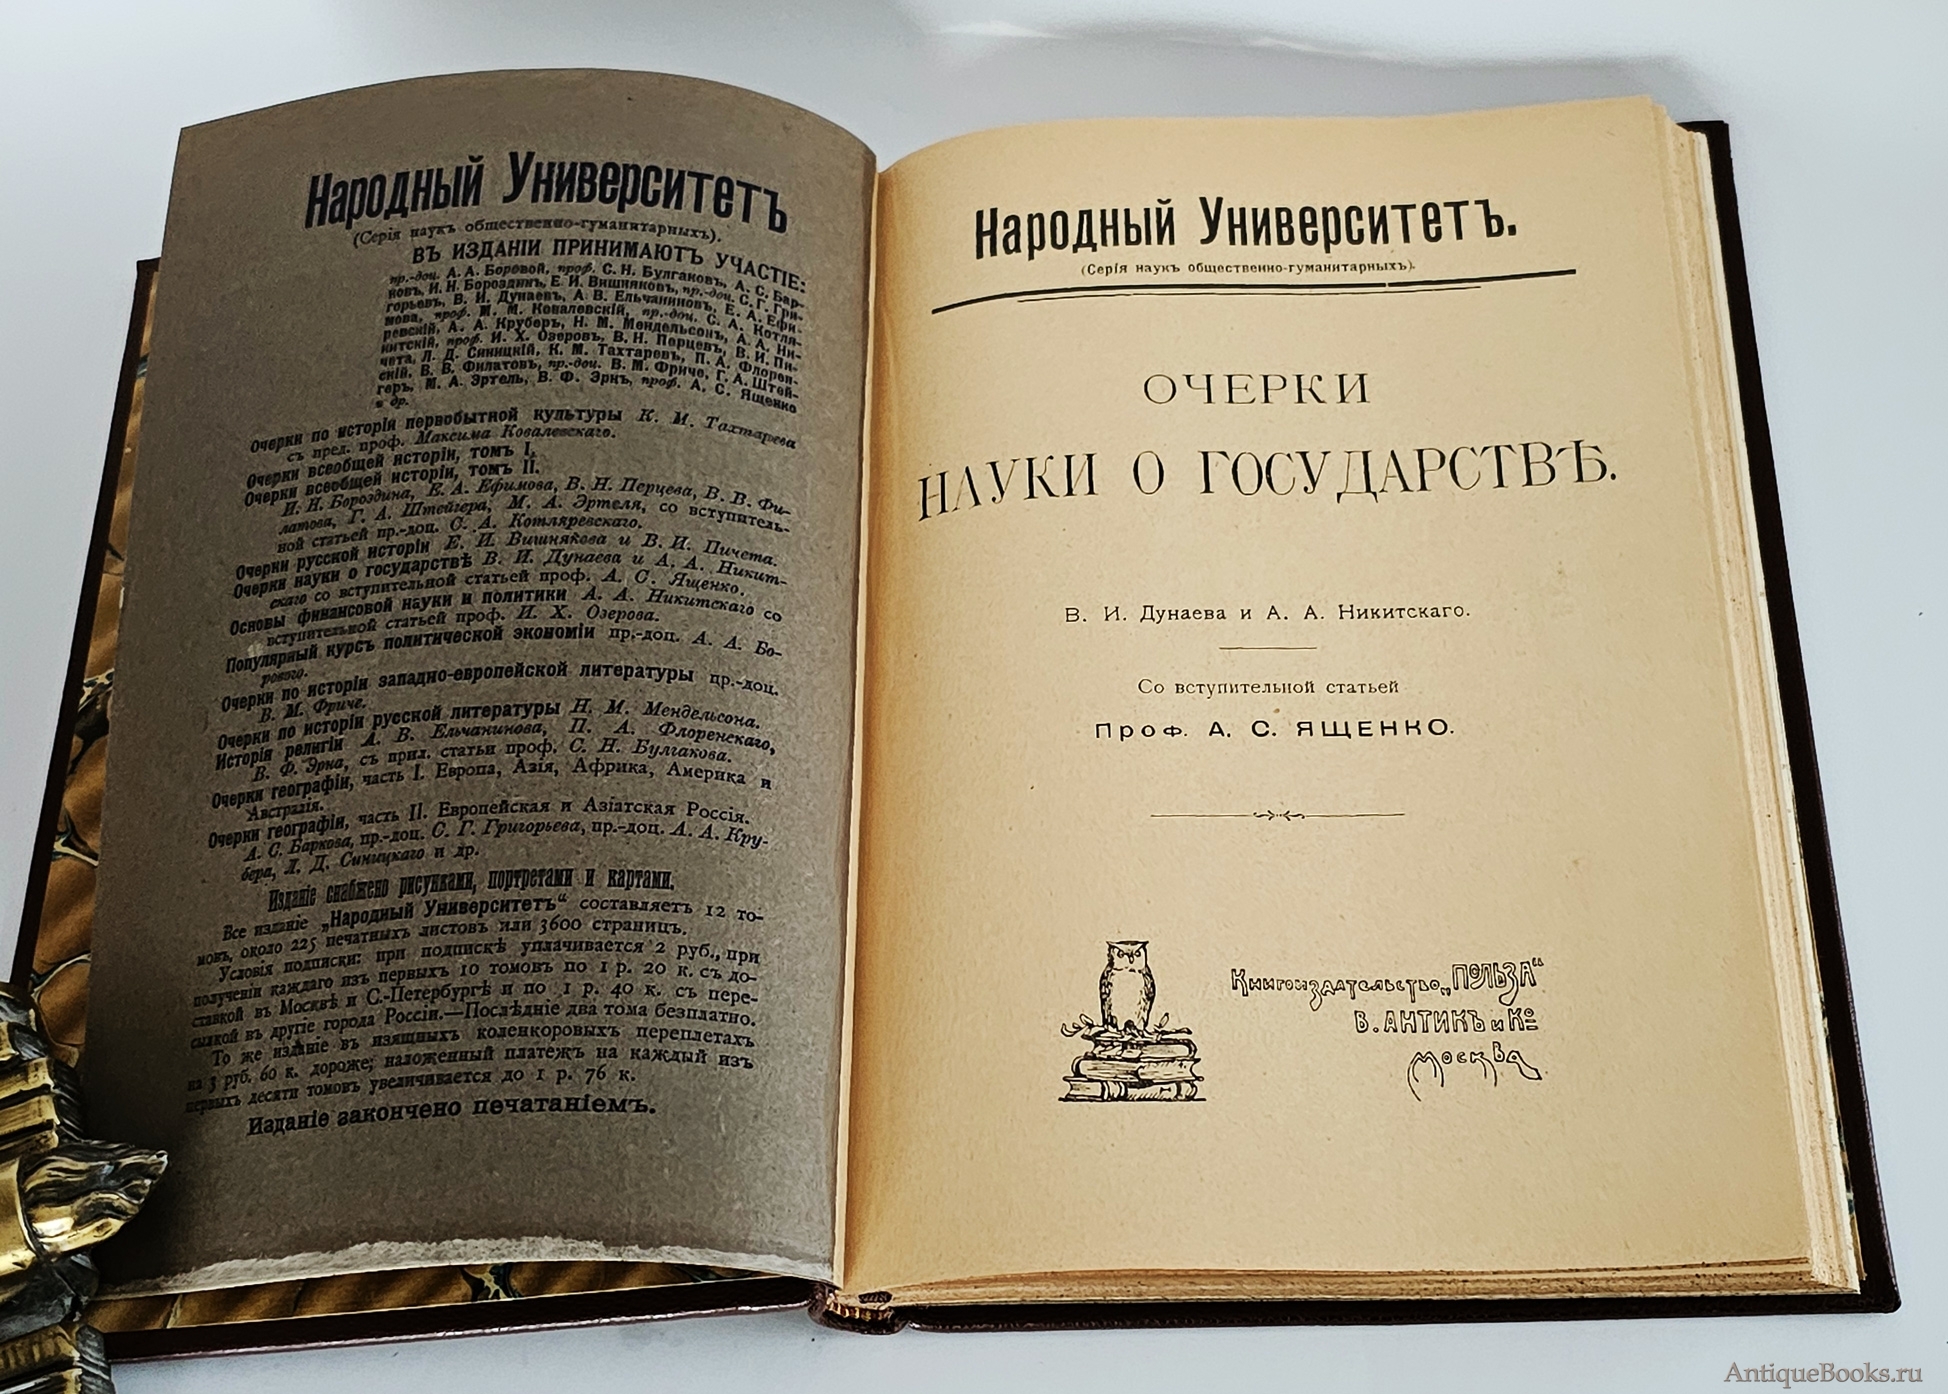 Народный Университетъ
(Серія наукъ общественно-гуманитарныхъ).
ВЪ ИЗДАНІИ ПРИНИМАЮТЪ УЧАСТІЕ:
пр.-доц. А. А. Боровой, проф. С. Н. Булгаковъ, А. С. Бар-
ковъ, И. Н. Бороздинъ, Е. И. Вишняковъ, пр.-доц. С. Г. Гри-
горьевъ, В. И. Дунаевъ, А. В. Ельчаниновъ, Е. А. Ефи-
мова, проф. М. М. Ковалевскій, пр.-доц. С. А. Котля-
ревскій, А. А. Круберъ, Н. М. Мендельсонъ, А. А. Ни-
китскій, проф. И. Х. Озеровъ, В. Н. Перцевъ, В. И. Пи-
чета, Л. Д. Синицкій, К. М. Тахтаревъ, П. А. Флорен-
скій, В. В. Филатовъ, пр.-доц. В. М. Фриче, Г. А. Штей-
геръ, М. А. Эртель, В. Ф. Эрнъ, проф. А. С. Ященко
и др.
Очерки по исторіи первобытной культуры К. М. Тахтарева
съ пред. проф. Максима Ковалевскаго.
Очерки всеобщей исторіи, томъ I.
Очерки всеобщей исторіи, томъ II.
И. Н. Бороздина, Е. А. Ефимова, В. Н. Перцева, В. В. Фи-
латова, Г. А. Штейгера, М. А. Эртеля, со вступитель-
ной статьей пр.-доц. С. А. Котляревскаго.
Очерки русской исторіи Е. И. Вишнякова и В. И. Пичета.
Очерки науки о государствѣ В. И. Дунаева и А. А. Никит-
скаго со вступительной статьей проф. А. С. Ященко.
Основы финансовой науки и политики А. А. Никитскаго со
вступительной статьей проф. И. Х. Озерова.
Популярный курсъ политической экономіи пр.-доц. А. А. Бо-
рового.
Очерки по исторіи западно-европейской литературы пр.-доц.
В. М. Фриче.
Очерки по исторіи русской литературы Н. М. Мендельсона.
Исторія религіи А. В. Ельчанинова, П. А. Флоренскаго,
В. Ф. Эрна, съ прил. статьи проф. С. Н. Булгакова.
Очерки географіи, часть I. Европа, Азія, Африка, Америка и
Австралія.
Очерки географіи, часть II. Европейская и Азіатская Россія.
А. С. Баркова, пр.-доц. С. Г. Григорьева, пр.-доц. А. А. Кру-
бера, Л. Д. Синицкаго и др.
Изданіе снабжено рисунками, портретами и картами.
Все изданіе „Народный Университетъ“ составляетъ 12 то-
мовъ, около 225 печатныхъ листовъ или 3600 страницъ.
Условія подписки: при подпискѣ уплачивается 2 руб., при
полученіи каждаго изъ первыхъ 10 томовъ по 1 р. 20 к. съ до-
ставкой въ Москвѣ и С.-Петербургѣ и по 1 р. 40 к. съ пере-
сылкой въ другіе города Россіи.—Послѣдніе два тома безплатно.
То же изданіе въ изящныхъ коленкоровыхъ переплетахъ
на 3 руб. 60 к. дороже; наложенный платежъ на каждый изъ
первыхъ десяти томовъ увеличивается до 1 р. 76 к.
Изданіе закончено печатаніемъ.
Народный Университетъ.
(Серія наукъ общественно-гуманитарныхъ).
ОЧЕРКИ
НАУКИ О ГОСУДАРСТВѢ.
В. И. Дунаева и А. А. Никитскаго.
Со вступительной статьей
Проф. А. С. ЯЩЕНКО.
Книгоиздательство „ПОЛЬЗА“
В. АНТИКЪ и Кº
МОСКВА
AntiqueBooks.ru